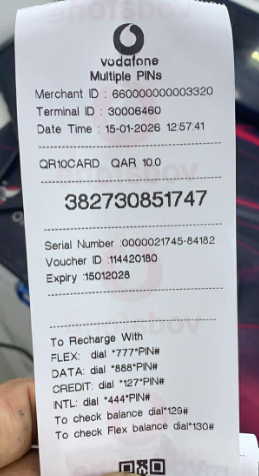 vodafone
Multiple PINs
Merchant ID : 660000000003320
Terminal ID : 30006460
Date Time : 15-01-2026 12:57:41
QR10CARD QAR 10.0
382730851747
Serial Number :0000021745-84182
Voucher ID :114420180
Expiry :15012028
To Recharge With
FLEX: dial *777*PIN#
DATA: dial *888*PIN#
CREDIT: dial *127*PIN#
INTL: dial *444*PIN#
To check balance dial*129#
To check Flex balance dial*130#